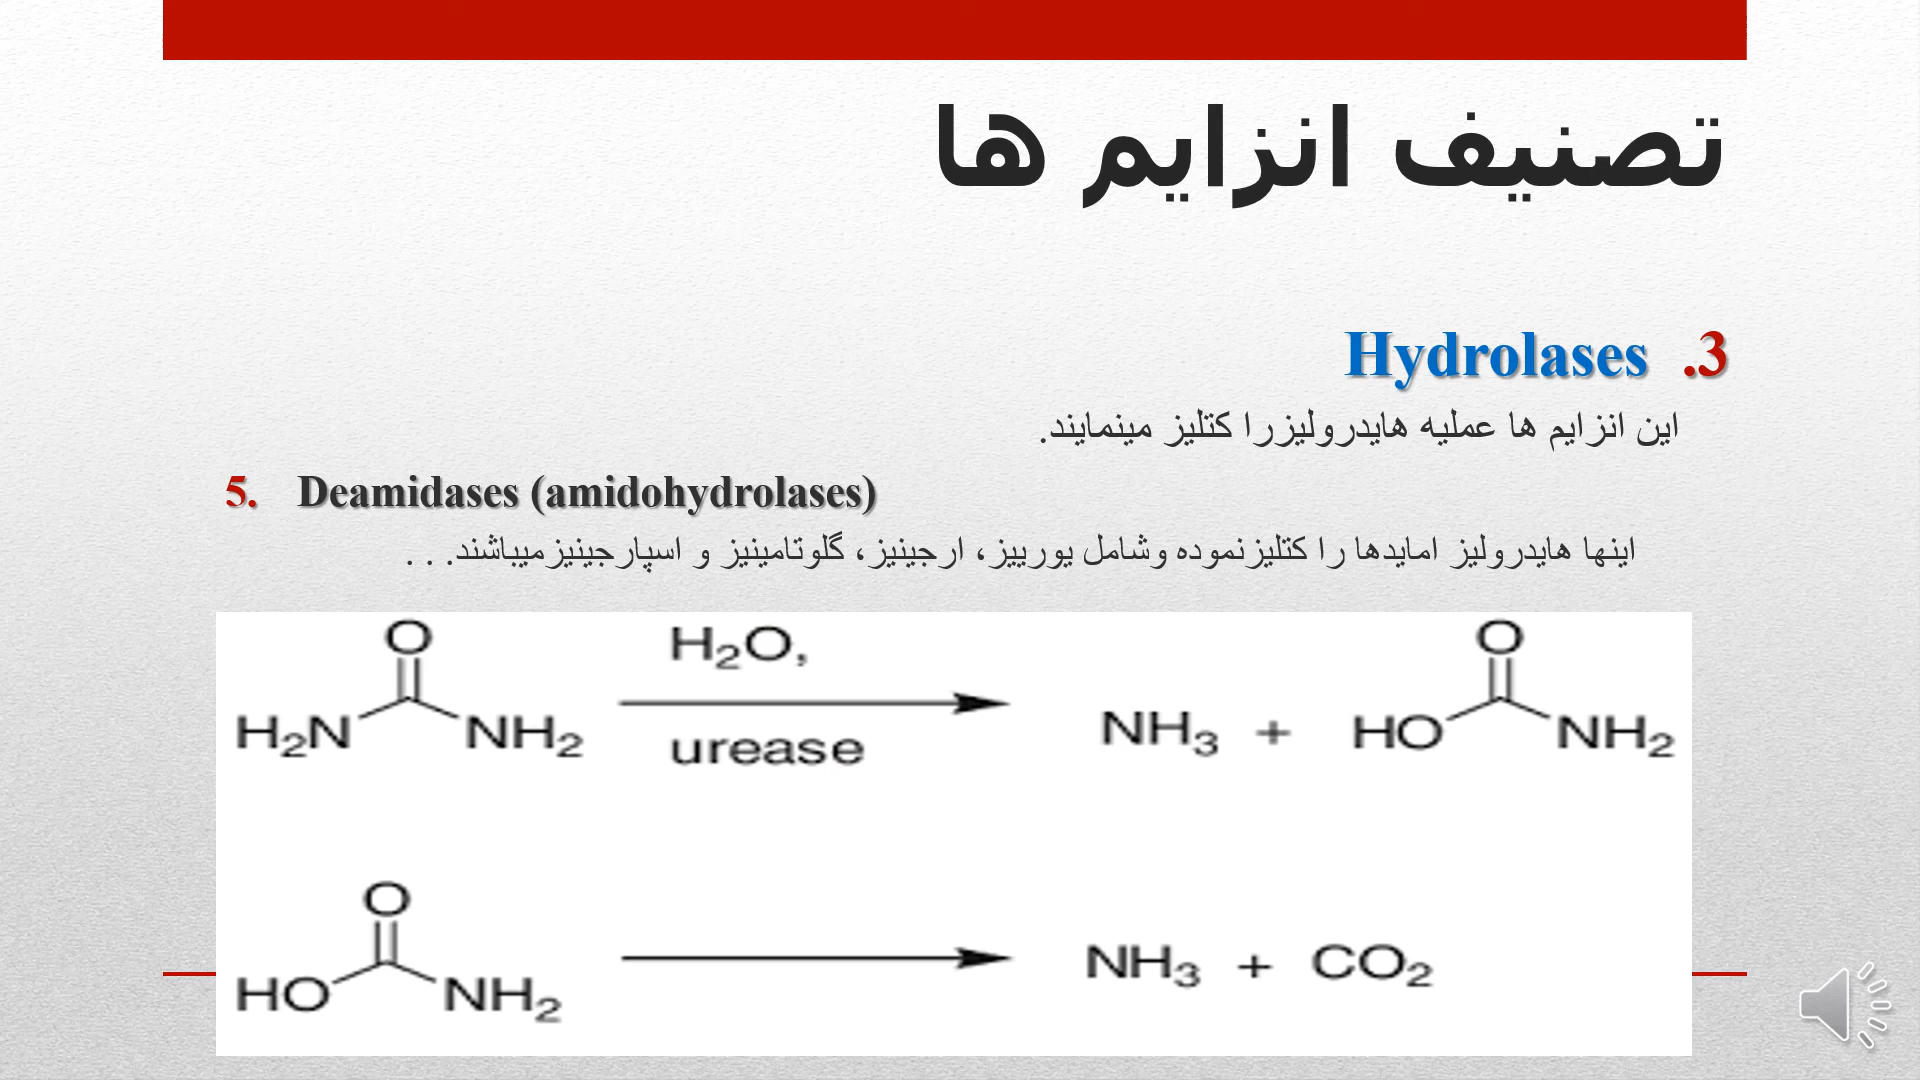 تصنیف انزایم ها
3. Hydrolases
این انزایم ها عملیه هایدرولیزرا کتلیز مینمایند.
5. Deamidases (amidohydrolases)
اینها هایدرولیز امایدها را کتلیزنموده وشامل یورییز، ارجینیز، گلوتامینیز و اسپارجینیزمیباشند. . .
O
H₂N NH₂
H₂O,
urease
NH₃ + HO NH₂
O
O
HO NH₂
NH₃ + CO₂